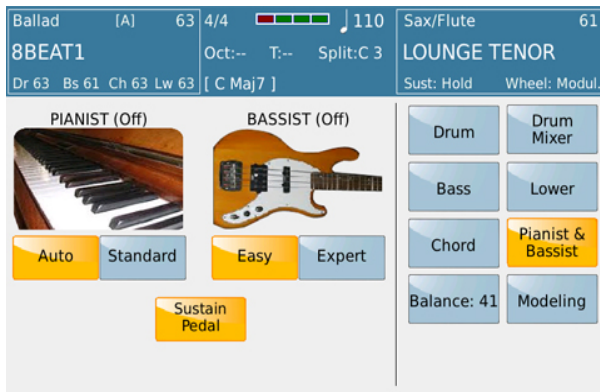 Ballad [A] 63
8BEAT1
Dr 63 Bs 61 Ch 63 Lw 63
4/4 110
Oct:-- T:-- Split:C 3
[ C Maj7 ]
Sax/Flute 61
LOUNGE TENOR
Sust: Hold Wheel: Modul.
PIANIST (Off)
BASSIST (Off)
Auto
Standard
Easy
Expert
Sustain
Pedal
Drum
Drum
Mixer
Bass
Lower
Chord
Pianist &
Bassist
Balance: 41
Modeling